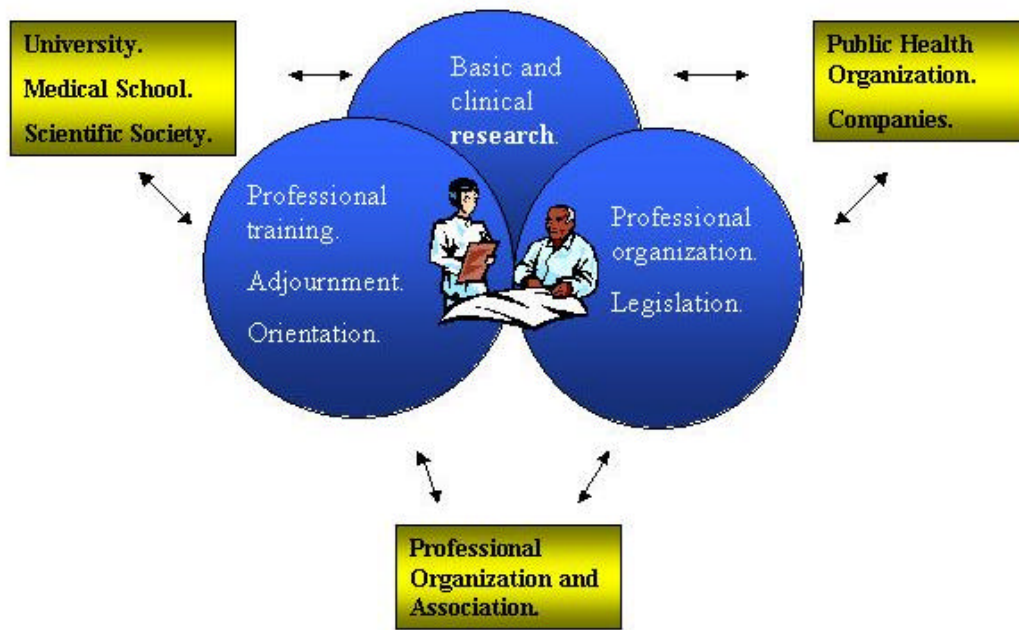 University.
Medical School.
Scientific Society.
Basic and
clinical
research.
Public Health
Organization.
Companies.
Professional
training.
Adjournment.
Orientation.
Professional
organization.
Legislation.
Professional
Organization and
Association.